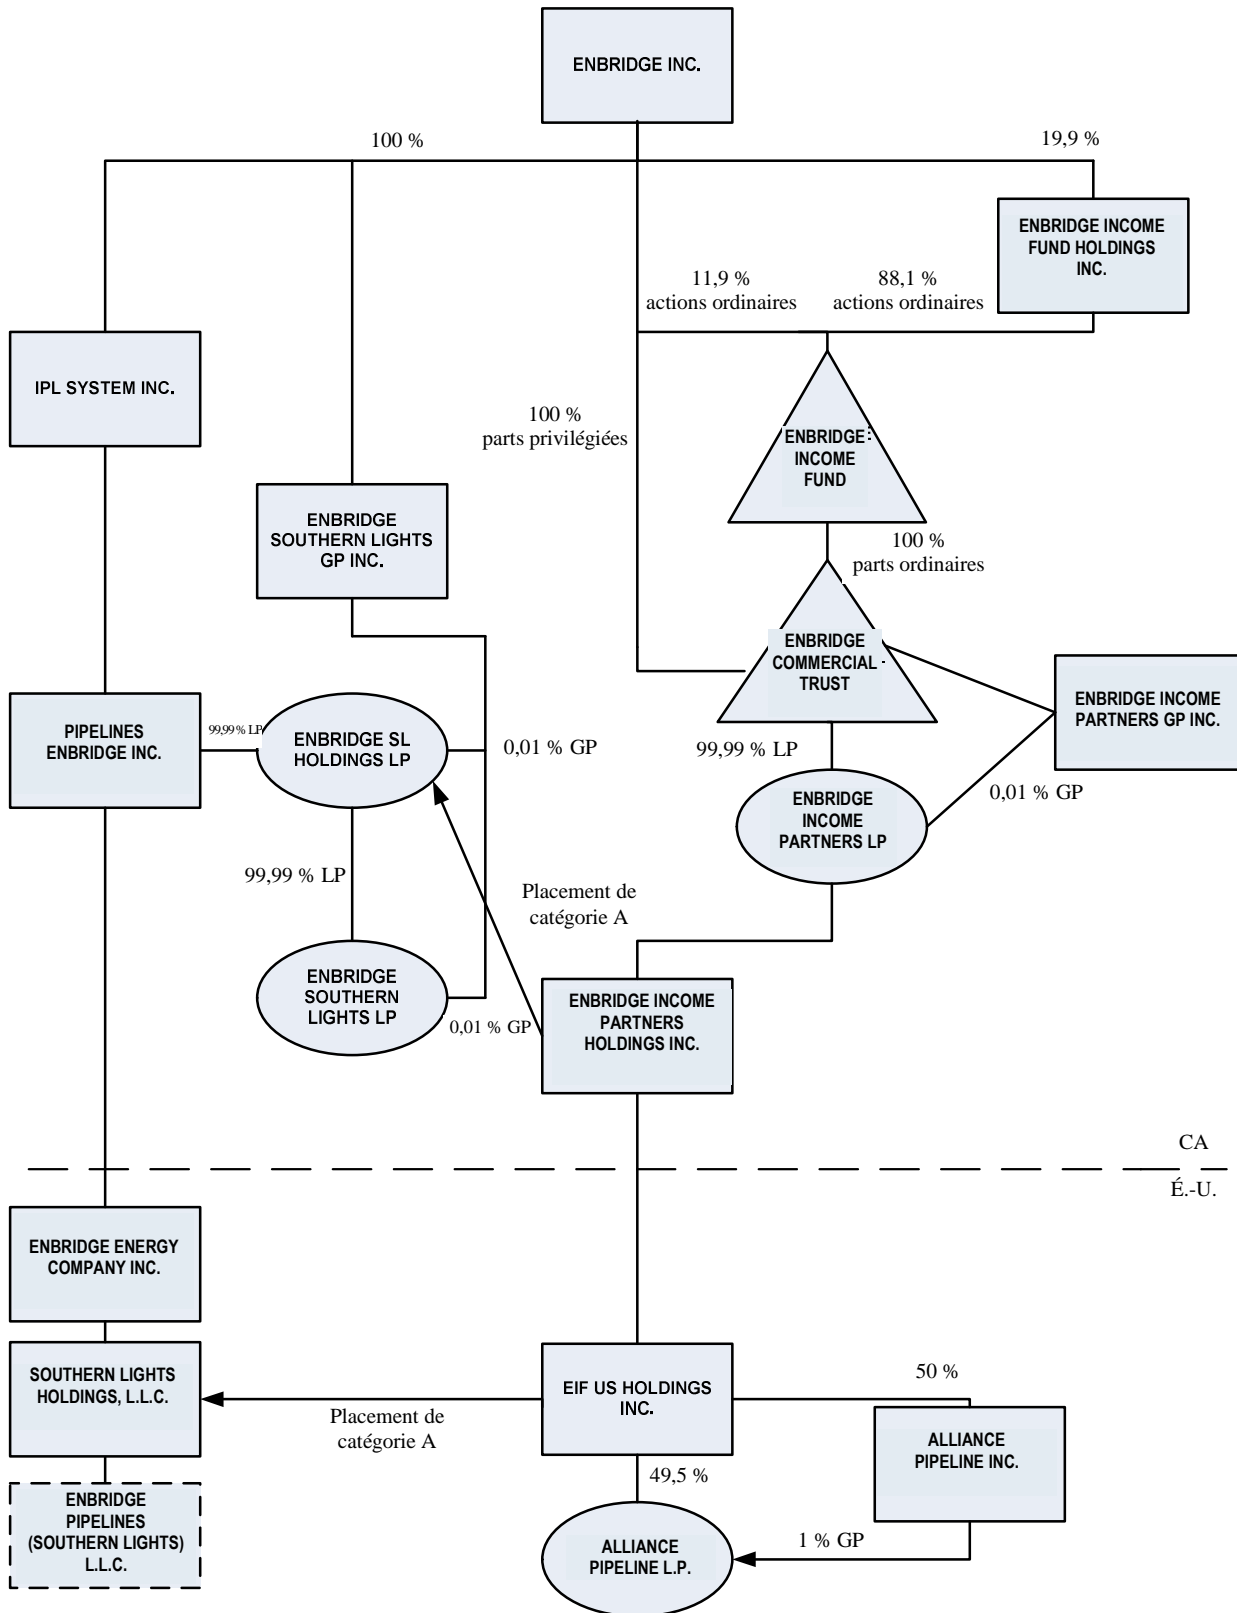 ENBRIDGE INC.
100 %
19,9 %
ENBRIDGE INCOME
FUND HOLDINGS
INC.
11,9 %
actions ordinaires
88,1 %
actions ordinaires
IPL SYSTEM INC.
100 %
parts privilégiées
ENBRIDGE
INCOME
FUND
ENBRIDGE
SOUTHERN LIGHTS
GP INC.
100 %
parts ordinaires
ENBRIDGE
COMMERCIAL
TRUST
ENBRIDGE INCOME
PARTNERS GP INC.
PIPELINES
ENBRIDGE INC.
99,99 % LP
ENBRIDGE SL
HOLDINGS LP
0,01 % GP
99,99 % LP
0,01 % GP
ENBRIDGE
INCOME
PARTNERS LP
99,99 % LP
Placement de
catégorie A
ENBRIDGE
SOUTHERN
LIGHTS LP
0,01 % GP
ENBRIDGE INCOME
PARTNERS
HOLDINGS INC.
CA
É.-U.
ENBRIDGE ENERGY
COMPANY INC.
SOUTHERN LIGHTS
HOLDINGS, L.L.C.
Placement de
catégorie A
EIF US HOLDINGS
INC.
50 %
ALLIANCE
PIPELINE INC.
49,5 %
ENBRIDGE
PIPELINES
(SOUTHERN LIGHTS)
L.L.C.
ALLIANCE
PIPELINE L.P.
1 % GP